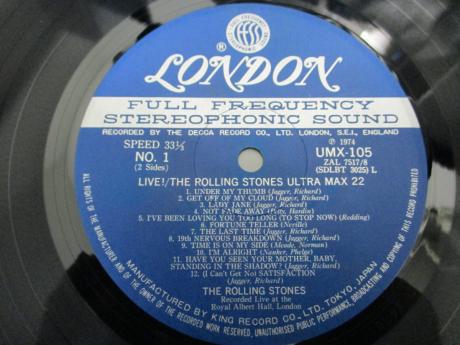 FULL FREQUENCY RANGE RECORDING
ffss
STEREOPHONIC
®
LONDON
FULL FREQUENCY
STEREOPHONIC SOUND
RECORDED BY THE DECCA RECORD CO., LTD. LONDON, S.E.I., ENGLAND
SPEED 33⅓
NO. 1
(2 Sides)
℗ 1974
UMX-105
ZAL 7517/8
(SDLBT 3025) L
LIVE!/THE ROLLING STONES ULTRA MAX 22
1. UNDER MY THUMB (Jagger, Richard)
2. GET OFF OF MY CLOUD (Jagger, Richard)
3. LADY JANE (Jagger, Richard)
4. NOT FADE AWAY (Petty, Hardin)
5. I'VE BEEN LOVING YOU TOO LONG (TO STOP NOW) (Redding)
6. FORTUNE TELLER (Neville)
7. THE LAST TIME (Jagger, Richard)
8. 19th NERVOUS BREAKDOWN (Jagger, Richard)
9. TIME IS ON MY SIDE (Meade, Norman)
10. I'M ALRIGHT (Nanker, Phelge)
11. HAVE YOU SEEN YOUR MOTHER, BABY,
STANDING IN THE SHADOW? (Jagger, Richard)
12. (I Can't Get No) SATISFACTION
(Jagger, Richard)
THE ROLLING STONES
Recorded Live at the
Royal Albert Hall, London
MANUFACTURED BY KING RECORD CO., LTD. TOKYO, JAPAN
ALL RIGHTS OF THE MANUFACTURER AND OF THE OWNER OF THE RECORDED WORK RESERVED, UNAUTHORISED PUBLIC PERFORMANCE, BROADCASTING AND COPYING OF THIS RECORD PROHIBITED